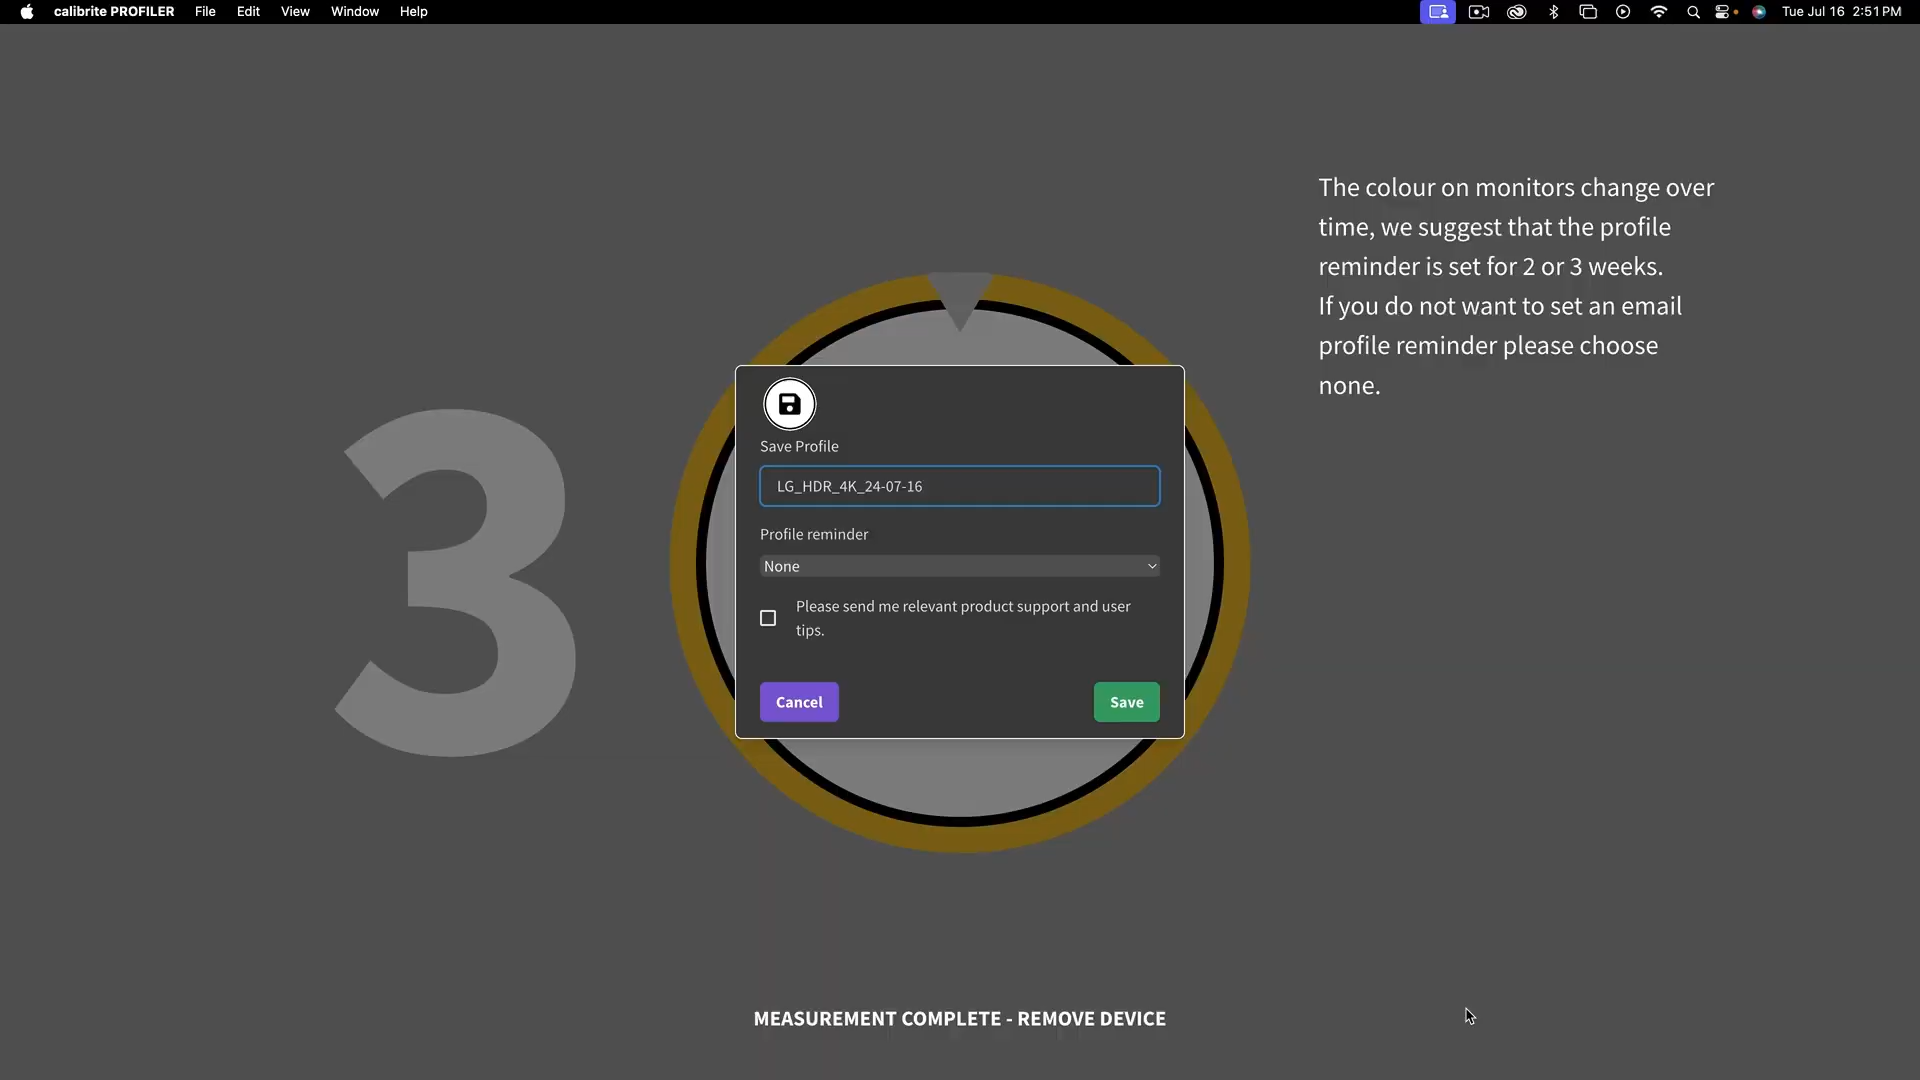 calibrite PROFILER File Edit View Window Help Tue Jul 16 2:51 PM
The colour on monitors change over
time, we suggest that the profile
reminder is set for 2 or 3 weeks.
If you do not want to set an email
profile reminder please choose
none.
3
Save Profile
LG_HDR_4K_24-07-16
Profile reminder
None
Please send me relevant product support and user
tips.
Cancel Save
MEASUREMENT COMPLETE - REMOVE DEVICE